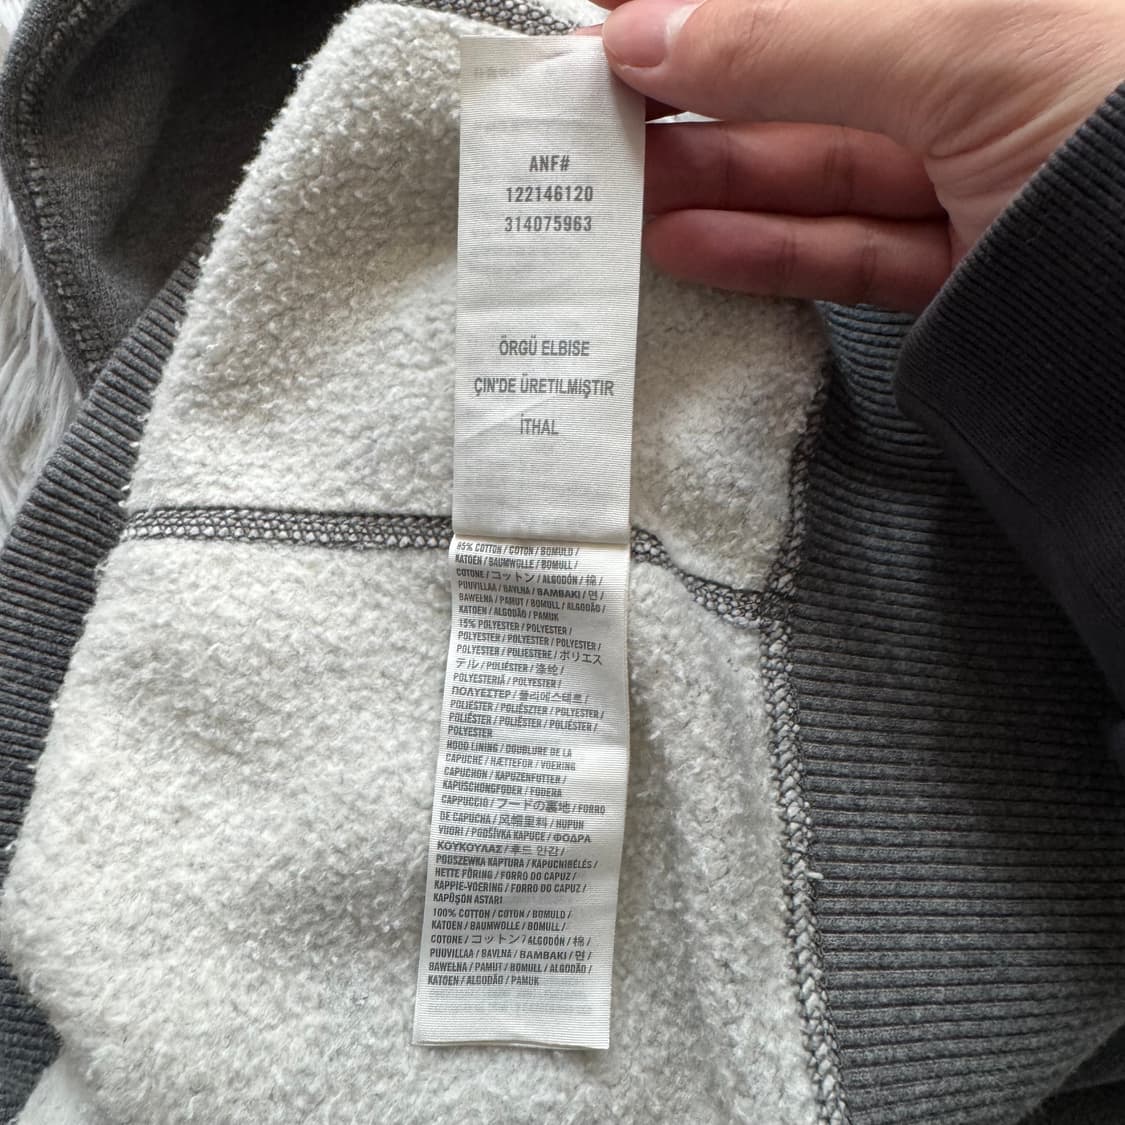 ANF#
122146120
314075963
ÖRGÜ ELBISE
ÇIN'DE ÜRETILMIŞTIR
İTHAL
85% COTTON / COTON / BOMULD /
KATOEN / BAUMWOLLE / BOMULL /
COTONE / コットン / ALGODÓN / 棉 /
PUUVILLAA / BAVLNA / ΒΑΜΒΑΚΙ / 면 /
BAWEŁNA / PAMUT / BOMULL / ALGODÃO /
KATOEN / ALGODÃO / PAMUK
15% POLYESTER / POLYESTER /
POLYESTER / POLYESTER / POLYESTER /
POLYESTER / POLIESTERE / ポリエス
テル / POLIÉSTER / 涤纶 /
POLYESTERIÄ / POLYESTER /
ΠΟΛΥΕΣΤΕΡ / 폴리에스테르 /
POLIESTER / POLIÉSZTER / POLYESTER /
POLIÉSTER / POLIËSTER / POLIÉSTER /
POLYESTER
HOOD LINING / DOUBLURE DE LA
CAPUCHE / HÆTTEFOR / VOERING
CAPUCHON / KAPUZENFUTTER /
KAPUSCHONGFODER / FODERA
CAPPUCCIO / フードの裏地 / FORRO
DE CAPUCHA / 风帽里料 / HUPUN
VUORI / PODŠÍVKA KAPUCE / ΦΟΔΡΑ
ΚΟΥΚΟΥΛΑΣ / 후드 안감 /
PODSZEWKA KAPTURA / KAPUCNIBÉLÉS /
HETTE FÔRING / FORRO DO CAPUZ /
KAPPIE-VOERING / FORRO DO CAPUZ /
KAPÜŞON ASTARI
100% COTTON / COTON / BOMULD /
KATOEN / BAUMWOLLE / BOMULL /
COTONE / コットン / ALGODÓN / 棉 /
PUUVILLAA / BAVLNA / ΒΑΜΒΑΚΙ / 면 /
BAWEŁNA / PAMUT / BOMULL / ALGODÃO /
KATOEN / ALGODÃO / PAMUK